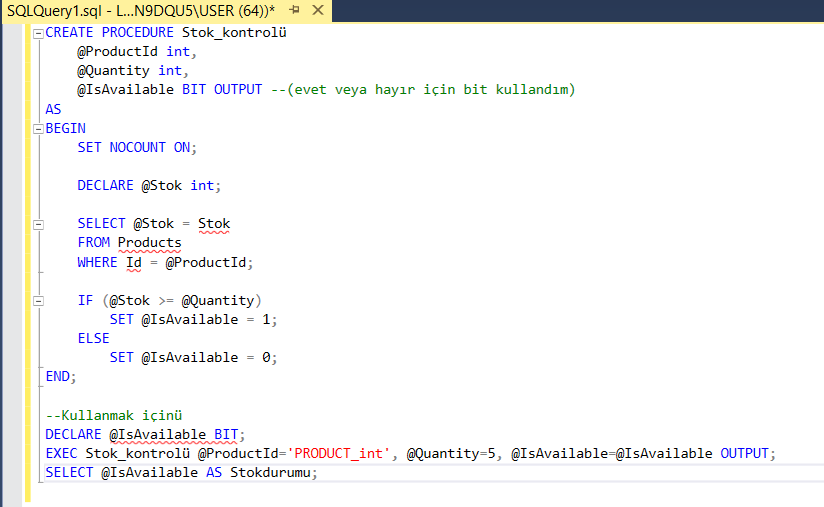 SQLQuery1.sql - L...N9DQU5\USER (64))*
CREATE PROCEDURE Stok_kontrolü
@ProductId int,
@Quantity int,
@IsAvailable BIT OUTPUT --(evet veya hayır için bit kullandım)
AS
BEGIN
SET NOCOUNT ON;
DECLARE @Stok int;
SELECT @Stok = Stok
FROM Products
WHERE Id = @ProductId;
IF (@Stok >= @Quantity)
SET @IsAvailable = 1;
ELSE
SET @IsAvailable = 0;
END;
--Kullanmak içinü
DECLARE @IsAvailable BIT;
EXEC Stok_kontrolü @ProductId='PRODUCT_int', @Quantity=5, @IsAvailable=@IsAvailable OUTPUT;
SELECT @IsAvailable AS Stokdurumu;